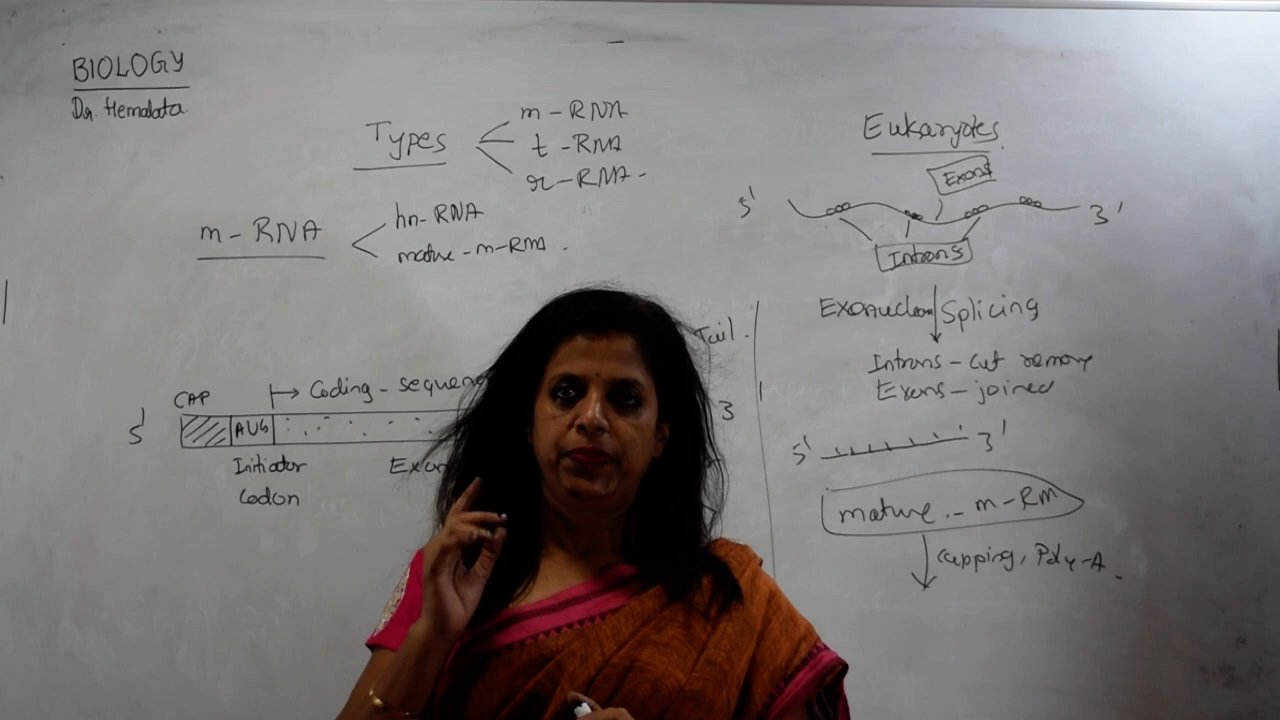 BIOLOGY
Dr. Hemalata.
Types
m-RNA
t-RNA
r-RNA.
m-RNA
hn-RNA
mature-m-RNA.
Tail.
CAP
Coding-sequen
5'
AUG
3
Initiator
Codon
Exon
Eukaryotes.
Exons
5'
3'
Introns
Splicing
Introns-cut remove
Exons-joined
5'
3'
mature.-m-RNA
Capping, Poly-A.